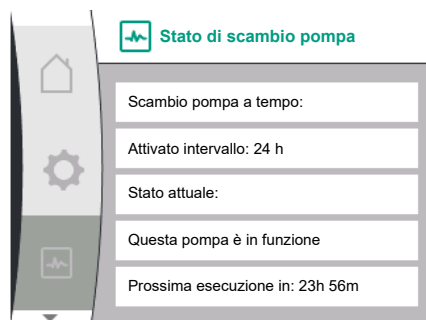 Stato di scambio pompa
Scambio pompa a tempo:
Attivato intervallo: 24 h
Stato attuale:
Questa pompa è in funzione
Prossima esecuzione in: 23h 56m